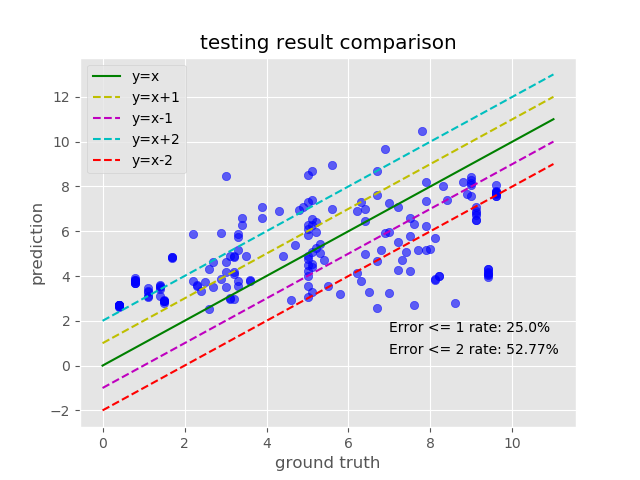 testing result comparison
y=x
y=x+1
y=x-1
y=x+2
y=x-2
12
10
8
6
4
2
0
−2
prediction
Error <= 1 rate: 25.0%
Error <= 2 rate: 52.77%
0 2 4 6 8 10
ground truth